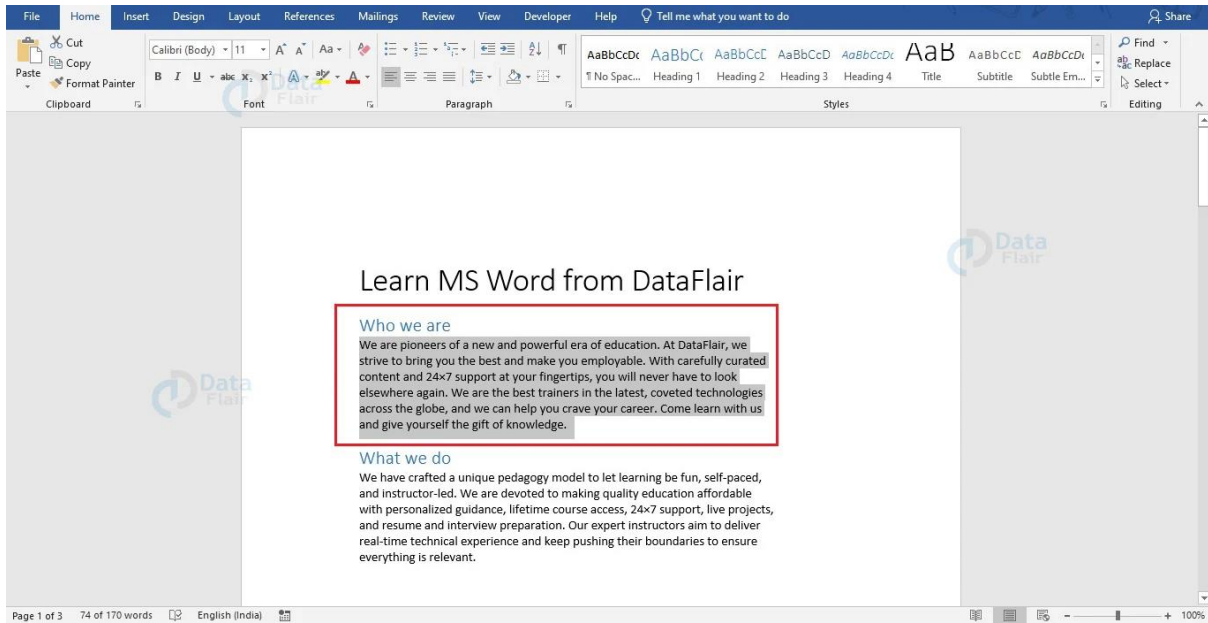 File Home Insert Design Layout References Mailings Review View Developer Help Tell me what you want to do Share
Cut
Copy
Format Painter
Paste
Clipboard
Calibri (Body) 11
Font
Paragraph
AaBbCcDc AaBbC( AaBbCcC AaBbCcD AaBbCcDc AaB AaBbCcC AaBbCcDt
¶ No Spac... Heading 1 Heading 2 Heading 3 Heading 4 Title Subtitle Subtle Em...
Styles
Find
Replace
Select
Editing
Data
Flair
Data
Flair
Data
Flair
Learn MS Word from DataFlair
Who we are
We are pioneers of a new and powerful era of education. At DataFlair, we
strive to bring you the best and make you employable. With carefully curated
content and 24×7 support at your fingertips, you will never have to look
elsewhere again. We are the best trainers in the latest, coveted technologies
across the globe, and we can help you crave your career. Come learn with us
and give yourself the gift of knowledge.
What we do
We have crafted a unique pedagogy model to let learning be fun, self-paced,
and instructor-led. We are devoted to making quality education affordable
with personalized guidance, lifetime course access, 24×7 support, live projects,
and resume and interview preparation. Our expert instructors aim to deliver
real-time technical experience and keep pushing their boundaries to ensure
everything is relevant.
Page 1 of 3 74 of 170 words English (India) 100%